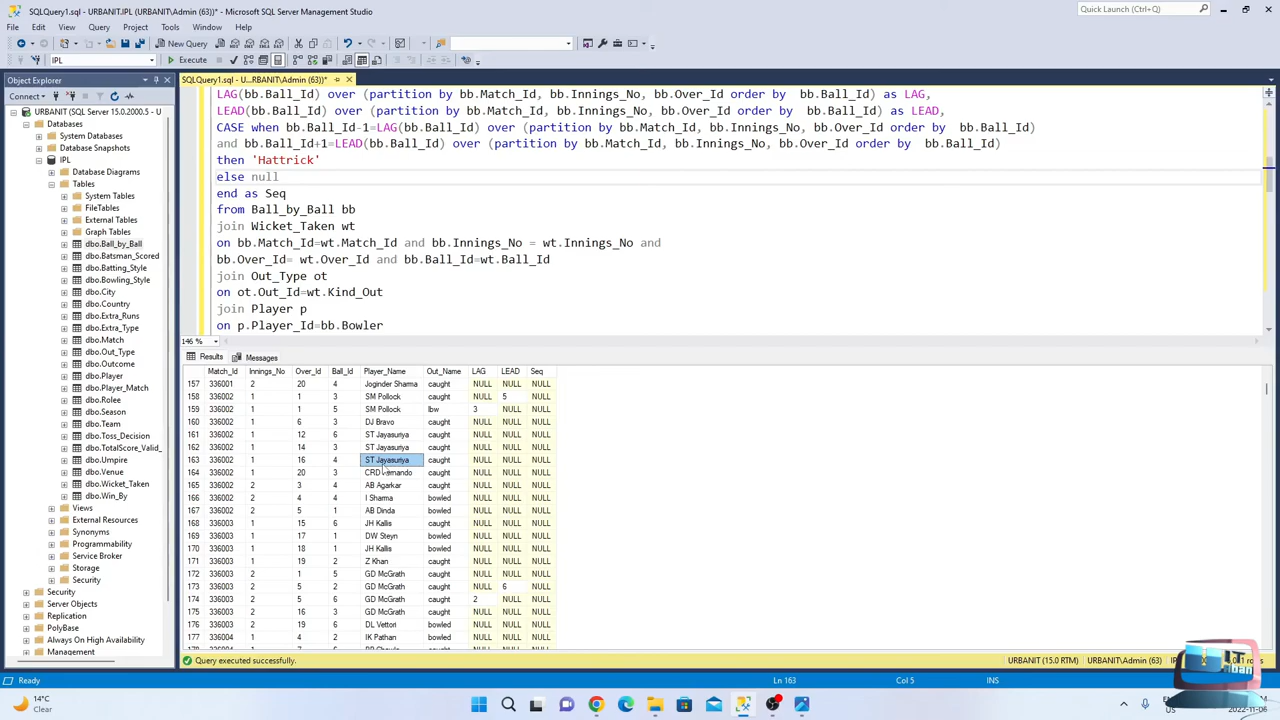 SQLQuery1.sql - URBANIT.IPL (URBANIT\Admin (63))* - Microsoft SQL Server Management Studio
Quick Launch (Ctrl+Q)
File Edit View Query Project Tools Window Help
New Query
IPL
Execute
Object Explorer
SQLQuery1.sql - U...RBANIT\Admin (63))*
Connect
URBANIT (SQL Server 15.0.2000.5 - U
Databases
System Databases
Database Snapshots
IPL
Database Diagrams
Tables
System Tables
FileTables
External Tables
Graph Tables
dbo.Ball_by_Ball
dbo.Batsman_Scored
dbo.Batting_Style
dbo.Bowling_Style
dbo.City
dbo.Country
dbo.Extra_Runs
dbo.Extra_Type
dbo.Match
dbo.Out_Type
dbo.Outcome
dbo.Player
dbo.Player_Match
dbo.Rolee
dbo.Season
dbo.Team
dbo.Toss_Decision
dbo.TotalScore_Valid_
dbo.Umpire
dbo.Venue
dbo.Wicket_Taken
dbo.Win_By
Views
External Resources
Synonyms
Programmability
Service Broker
Storage
Security
Security
Server Objects
Replication
PolyBase
Always On High Availability
Management
LAG(bb.Ball_Id) over (partition by bb.Match_Id, bb.Innings_No, bb.Over_Id order by  bb.Ball_Id) as LAG,
LEAD(bb.Ball_Id) over (partition by bb.Match_Id, bb.Innings_No, bb.Over_Id order by  bb.Ball_Id) as LEAD,
CASE when bb.Ball_Id-1=LAG(bb.Ball_Id) over (partition by bb.Match_Id, bb.Innings_No, bb.Over_Id order by  bb.Ball_Id)
and bb.Ball_Id+1=LEAD(bb.Ball_Id) over (partition by bb.Match_Id, bb.Innings_No, bb.Over_Id order by  bb.Ball_Id)
then 'Hattrick'
else null
end as Seq
from Ball_by_Ball bb
join Wicket_Taken wt
on bb.Match_Id=wt.Match_Id and bb.Innings_No = wt.Innings_No and
bb.Over_Id= wt.Over_Id and bb.Ball_Id=wt.Ball_Id
join Out_Type ot
on ot.Out_Id=wt.Kind_Out
join Player p
on p.Player_Id=bb.Bowler
146 %
Results Messages
Match_Id Innings_No Over_Id Ball_Id Player_Name Out_Name LAG LEAD Seq
157 336001 2 20 4 Joginder Sharma caught NULL NULL NULL
158 336002 1 1 3 SM Pollock caught NULL 5 NULL
159 336002 1 1 5 SM Pollock lbw 3 NULL NULL
160 336002 1 6 3 DJ Bravo caught NULL NULL NULL
161 336002 1 12 6 ST Jayasuriya caught NULL NULL NULL
162 336002 1 14 3 ST Jayasuriya caught NULL NULL NULL
163 336002 1 16 4 ST Jayasuriya caught NULL NULL NULL
164 336002 1 20 3 CRD Fernando caught NULL NULL NULL
165 336002 2 3 4 AB Agarkar caught NULL NULL NULL
166 336002 2 4 4 I Sharma bowled NULL NULL NULL
167 336002 2 5 1 AB Dinda bowled NULL NULL NULL
168 336003 1 15 6 JH Kallis caught NULL NULL NULL
169 336003 1 17 1 DW Steyn bowled NULL NULL NULL
170 336003 1 18 1 JH Kallis bowled NULL NULL NULL
171 336003 1 19 2 Z Khan caught NULL NULL NULL
172 336003 2 1 5 GD McGrath caught NULL NULL NULL
173 336003 2 5 2 GD McGrath caught NULL 6 NULL
174 336003 2 5 6 GD McGrath caught 2 NULL NULL
175 336003 2 16 3 GD McGrath caught NULL NULL NULL
176 336003 2 19 6 DL Vettori bowled NULL NULL NULL
177 336004 1 4 2 IK Pathan bowled NULL NULL NULL
Query executed successfully.
URBANIT (15.0 RTM) URBANIT\Admin (63)
Ready
Ln 163 Col 5 INS
14°C
Clear
2022-11-06